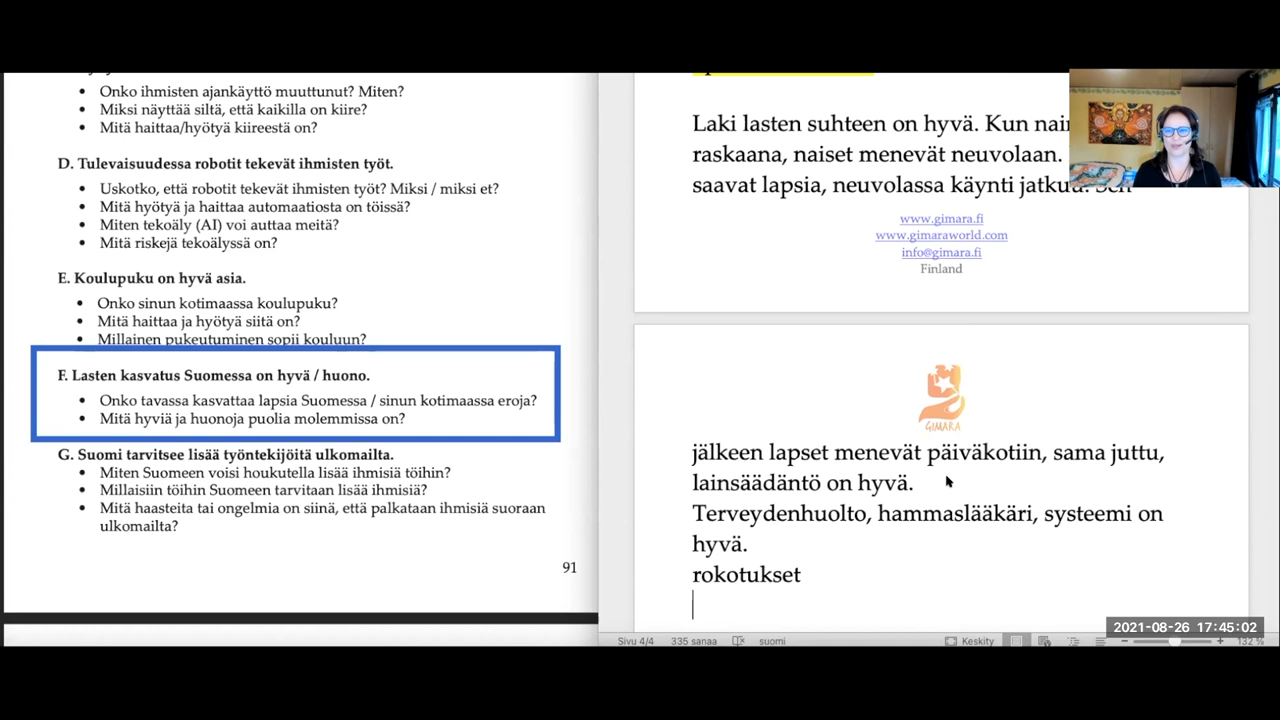 Onko ihmisten ajankäyttö muuttunut? Miten?
Miksi näyttää siltä, että kaikilla on kiire?
Mitä haittaa/hyötyä kiireestä on?
D. Tulevaisuudessa robotit tekevät ihmisten työt.
Uskotko, että robotit tekevät ihmisten työt? Miksi / miksi et?
Mitä hyötyä ja haittaa automaatiosta on töissä?
Miten tekoäly (AI) voi auttaa meitä?
Mitä riskejä tekoälyssä on?
E. Koulupuku on hyvä asia.
Onko sinun kotimaassa koulupuku?
Mitä haittaa ja hyötyä siitä on?
Millainen pukeutuminen sopii kouluun?
F. Lasten kasvatus Suomessa on hyvä / huono.
Onko tavassa kasvattaa lapsia Suomessa / sinun kotimaassa eroja?
Mitä hyviä ja huonoja puolia molemmissa on?
G. Suomi tarvitsee lisää työntekijöitä ulkomailta.
Miten Suomeen voisi houkutella lisää ihmisiä töihin?
Millaisiin töihin Suomeen tarvitaan lisää ihmisiä?
Mitä haasteita tai ongelmia on siinä, että palkataan ihmisiä suoraan
ulkomailta?
91
Laki lasten suhteen on hyvä. Kun
raskaana, naiset menevät neuvolaan.
saavat lapsia, neuvolassa käynti
www.gimara.fi
www.gimaraworld.com
info@gimara.fi
Finland
GIMARA
jälkeen lapset menevät päiväkotiin, sama juttu,
lainsäädäntö on hyvä.
Terveydenhuolto, hammaslääkäri, systeemi on
hyvä.
rokotukset
2021-08-26 17:45:02
Sivu 4/4 335 sanaa suomi Keskity 132 %